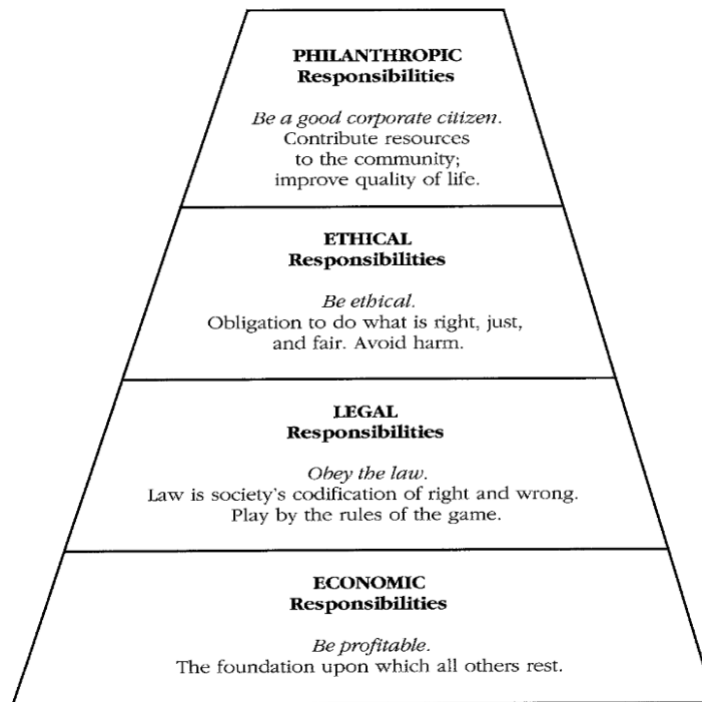 PHILANTHROPIC
Responsibilities
Be a good corporate citizen.
Contribute resources
to the community;
improve quality of life.
ETHICAL
Responsibilities
Be ethical.
Obligation to do what is right, just,
and fair. Avoid harm.
LEGAL
Responsibilities
Obey the law.
Law is society's codification of right and wrong.
Play by the rules of the game.
ECONOMIC
Responsibilities
Be profitable.
The foundation upon which all others rest.